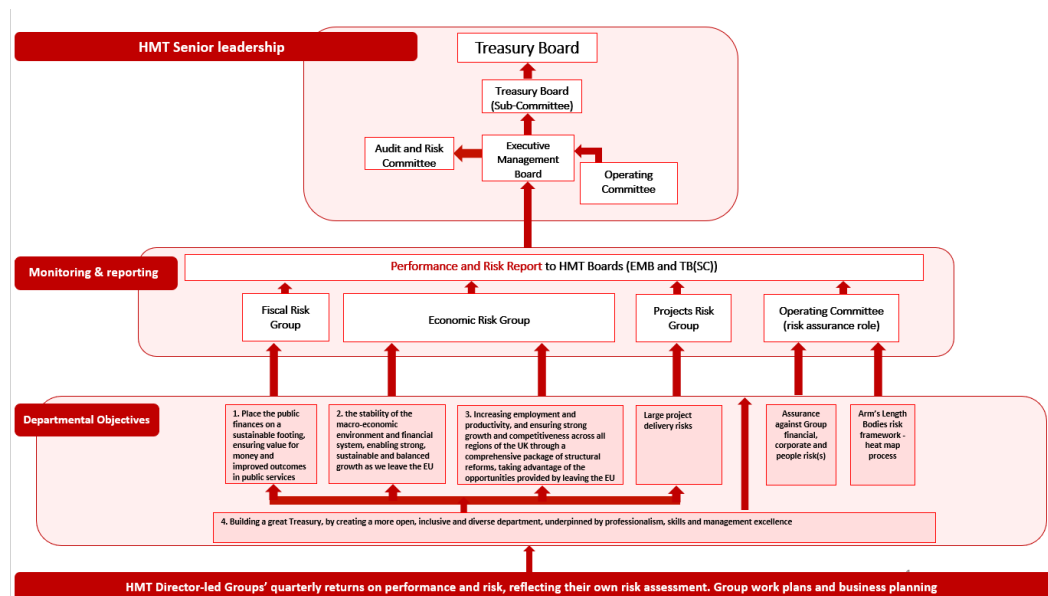 HMT Senior leadership
Treasury Board
Treasury Board
(Sub-Committee)
Audit and Risk
Committee
Executive
Management
Board
Operating
Committee
Monitoring & reporting
Performance and Risk Report to HMT Boards (EMB and TB(SC))
Fiscal Risk
Group
Economic Risk Group
Projects Risk
Group
Operating Committee
(risk assurance role)
Departmental Objectives
1. Place the public
finances on a
sustainable footing,
ensuring value for
money and
improved outcomes
in public services
2. the stability of the
macro-economic
environment and financial
system, enabling strong,
sustainable and balanced
growth as we leave the EU
3. Increasing employment and
productivity, and ensuring strong
growth and competitiveness across all
regions of the UK through a
comprehensive package of structural
reforms, taking advantage of the
opportunities provided by leaving the EU
Large project
delivery risks
Assurance
against Group
financial,
corporate and
people risk(s)
Arm's Length
Bodies risk
framework -
heat map
process
4. Building a great Treasury, by creating a more open, inclusive and diverse department, underpinned by professionalism, skills and management excellence
HMT Director-led Groups' quarterly returns on performance and risk, reflecting their own risk assessment. Group work plans and business planning